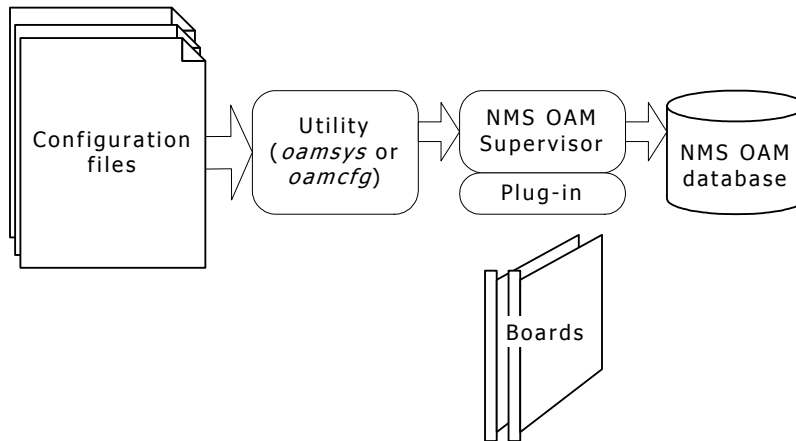 Configuration
files
Utility
(oamsys or
oamcfg)
NMS OAM
Supervisor
Plug-in
NMS OAM
database
Boards